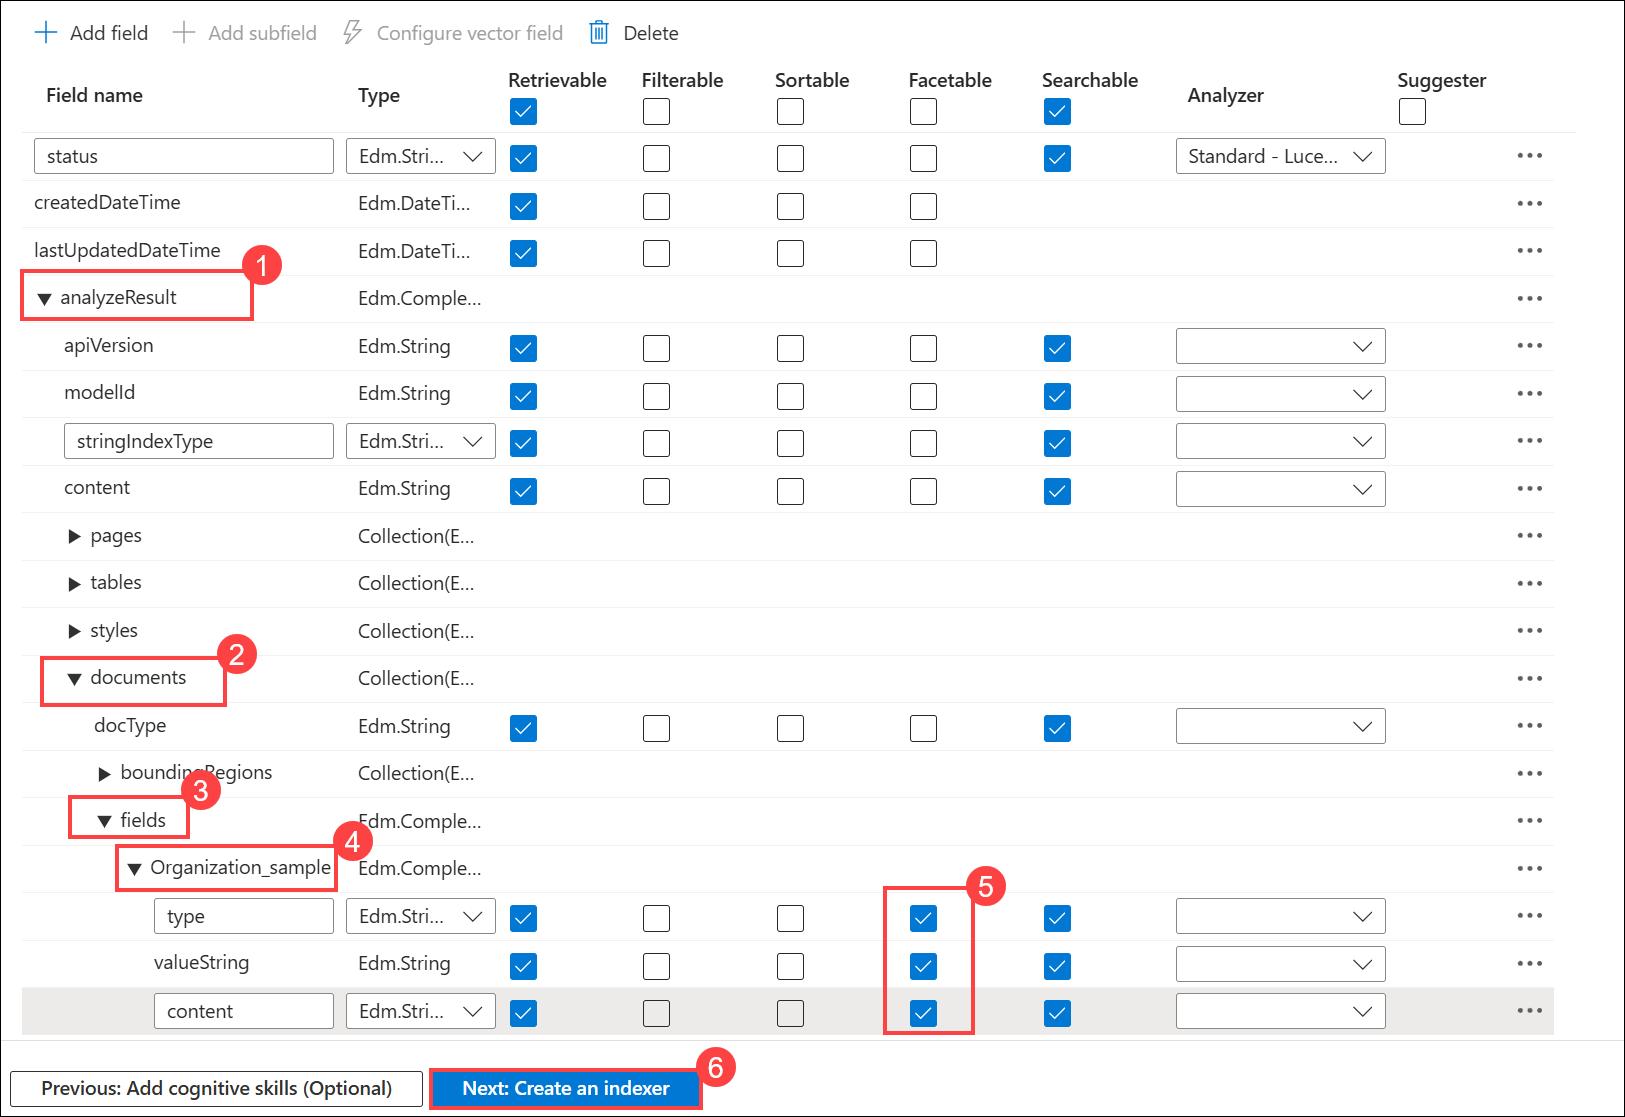 Add field Add subfield Configure vector field Delete
Field name Type Retrievable Filterable Sortable Facetable Searchable Analyzer Suggester
status Edm.Stri... Standard - Luce...
createdDateTime Edm.DateTi...
lastUpdatedDateTime Edm.DateTi...
1
analyzeResult Edm.Comple...
apiVersion Edm.String
modelId Edm.String
stringIndexType Edm.Stri...
content Edm.String
pages Collection(E...
tables Collection(E...
styles Collection(E...
2
documents Collection(E...
docType Edm.String
boundingRegions Collection(E...
3
fields Edm.Comple...
4
Organization_sample Edm.Comple...
5
type Edm.Stri...
valueString Edm.String
content Edm.Stri...
6
Previous: Add cognitive skills (Optional) Next: Create an indexer